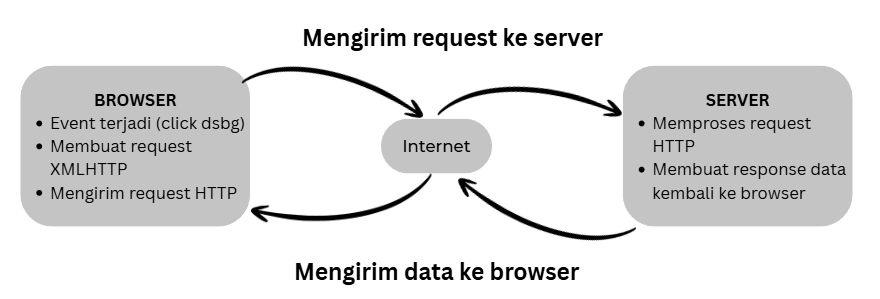 Mengirim request ke server
BROWSER
• Event terjadi (click dsbg)
• Membuat request
XMLHTTP
• Mengirim request HTTP
Internet
SERVER
• Memproses request
HTTP
• Membuat response data
kembali ke browser
Mengirim data ke browser